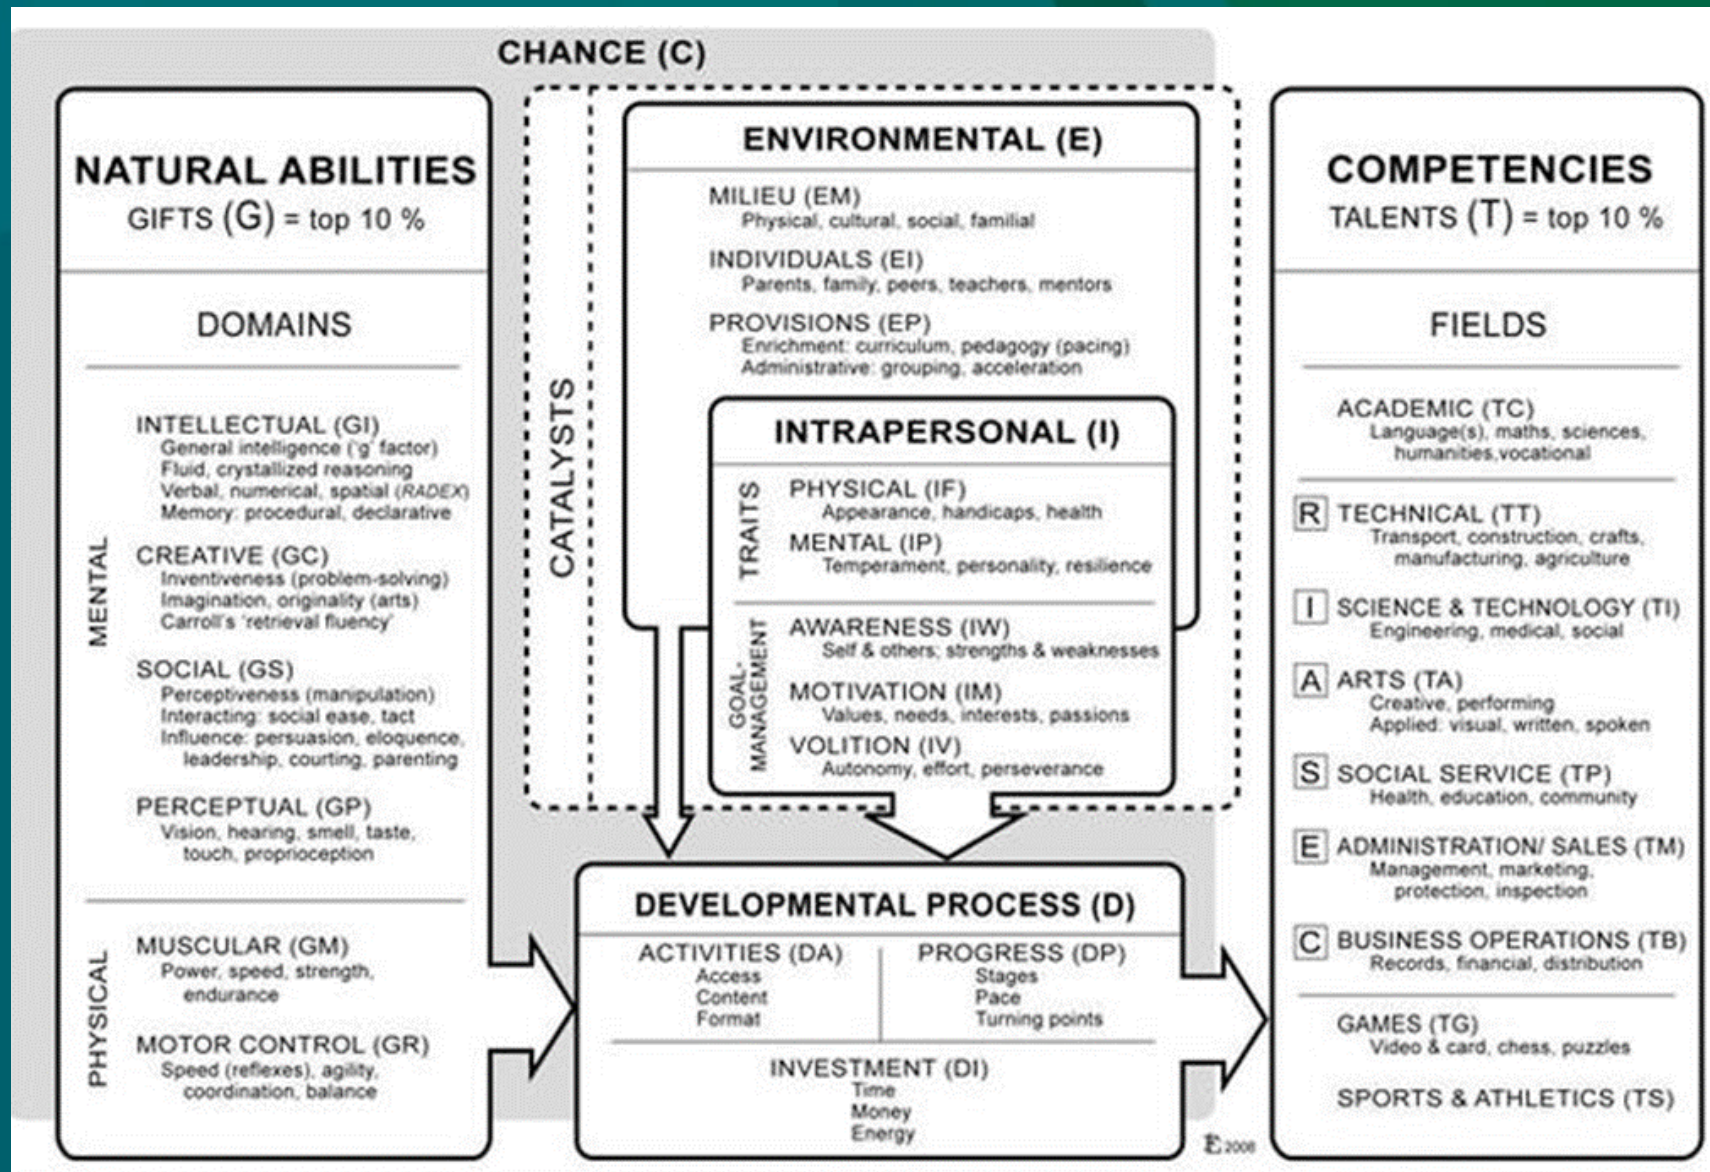 CHANCE (C)
NATURAL ABILITIES
GIFTS (G) = top 10 %
DOMAINS
MENTAL
INTELLECTUAL (GI)
General intelligence ('g' factor)
Fluid, crystallized reasoning
Verbal, numerical, spatial (RADEX)
Memory: procedural, declarative
CREATIVE (GC)
Inventiveness (problem-solving)
Imagination, originality (arts)
Carroll's 'retrieval fluency'
SOCIAL (GS)
Perceptiveness (manipulation)
Interacting: social ease, tact
Influence: persuasion, eloquence,
leadership, courting, parenting
PERCEPTUAL (GP)
Vision, hearing, smell, taste,
touch, proprioception
PHYSICAL
MUSCULAR (GM)
Power, speed, strength,
endurance
MOTOR CONTROL (GR)
Speed (reflexes), agility,
coordination, balance
CATALYSTS
ENVIRONMENTAL (E)
MILIEU (EM)
Physical, cultural, social, familial
INDIVIDUALS (EI)
Parents, family, peers, teachers, mentors
PROVISIONS (EP)
Enrichment: curriculum, pedagogy (pacing)
Administrative: grouping, acceleration
INTRAPERSONAL (I)
TRAITS
PHYSICAL (IF)
Appearance, handicaps, health
MENTAL (IP)
Temperament, personality, resilience
GOAL-
MANAGEMENT
AWARENESS (IW)
Self & others; strengths & weaknesses
MOTIVATION (IM)
Values, needs, interests, passions
VOLITION (IV)
Autonomy, effort, perseverance
DEVELOPMENTAL PROCESS (D)
ACTIVITIES (DA)
Access
Content
Format
PROGRESS (DP)
Stages
Pace
Turning points
INVESTMENT (DI)
Time
Money
Energy
2008
COMPETENCIES
TALENTS (T) = top 10 %
FIELDS
ACADEMIC (TC)
Language(s), maths, sciences,
humanities,vocational
R TECHNICAL (TT)
Transport, construction, crafts,
manufacturing, agriculture
I SCIENCE & TECHNOLOGY (TI)
Engineering, medical, social
A ARTS (TA)
Creative, performing
Applied: visual, written, spoken
S SOCIAL SERVICE (TP)
Health, education, community
E ADMINISTRATION/ SALES (TM)
Management, marketing,
protection, inspection
C BUSINESS OPERATIONS (TB)
Records, financial, distribution
GAMES (TG)
Video & card, chess, puzzles
SPORTS & ATHLETICS (TS)